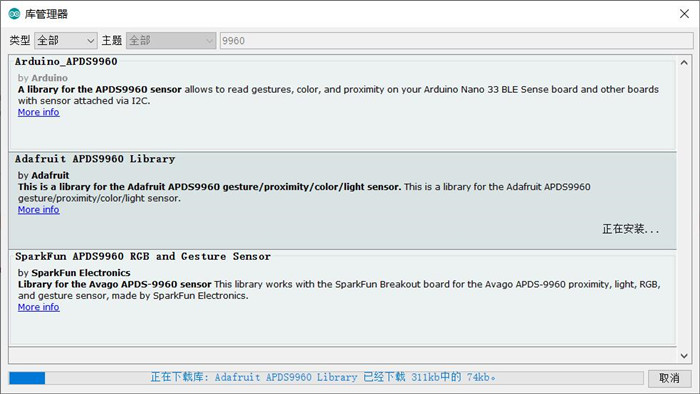 库管理器
类型 全部 主题 全部 9960
Arduino_APDS9960
by Arduino
A library for the APDS9960 sensor allows to read gestures, color, and proximity on your Arduino Nano 33 BLE Sense board and other boards
with sensor attached via I2C.
More info
Adafruit APDS9960 Library
by Adafruit
This is a library for the Adafruit APDS9960 gesture/proximity/color/light sensor. This is a library for the Adafruit APDS9960
gesture/proximity/color/light sensor.
More info
正在安装...
SparkFun APDS9960 RGB and Gesture Sensor
by SparkFun Electronics
Library for the Avago APDS-9960 sensor This library works with the SparkFun Breakout board for the Avago APDS-9960 proximity, light, RGB,
and gesture sensor, made by SparkFun Electronics.
More info
正在下载库: Adafruit APDS9960 Library 已经下载 311kb中的 74kb。
取消